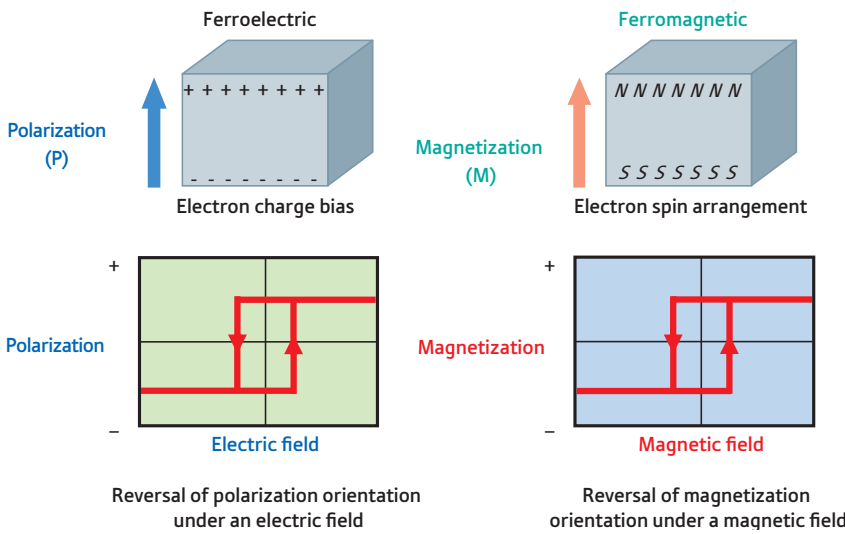 Ferroelectric
+ + + + + + + +
Polarization
(P)
- - - - - - - -
Electron charge bias
Ferromagnetic
N N N N N N N
Magnetization
(M)
S S S S S S S
Electron spin arrangement
+
Polarization
–
Electric field
Reversal of polarization orientation
under an electric field
+
Magnetization
–
Magnetic field
Reversal of magnetization
orientation under a magnetic field